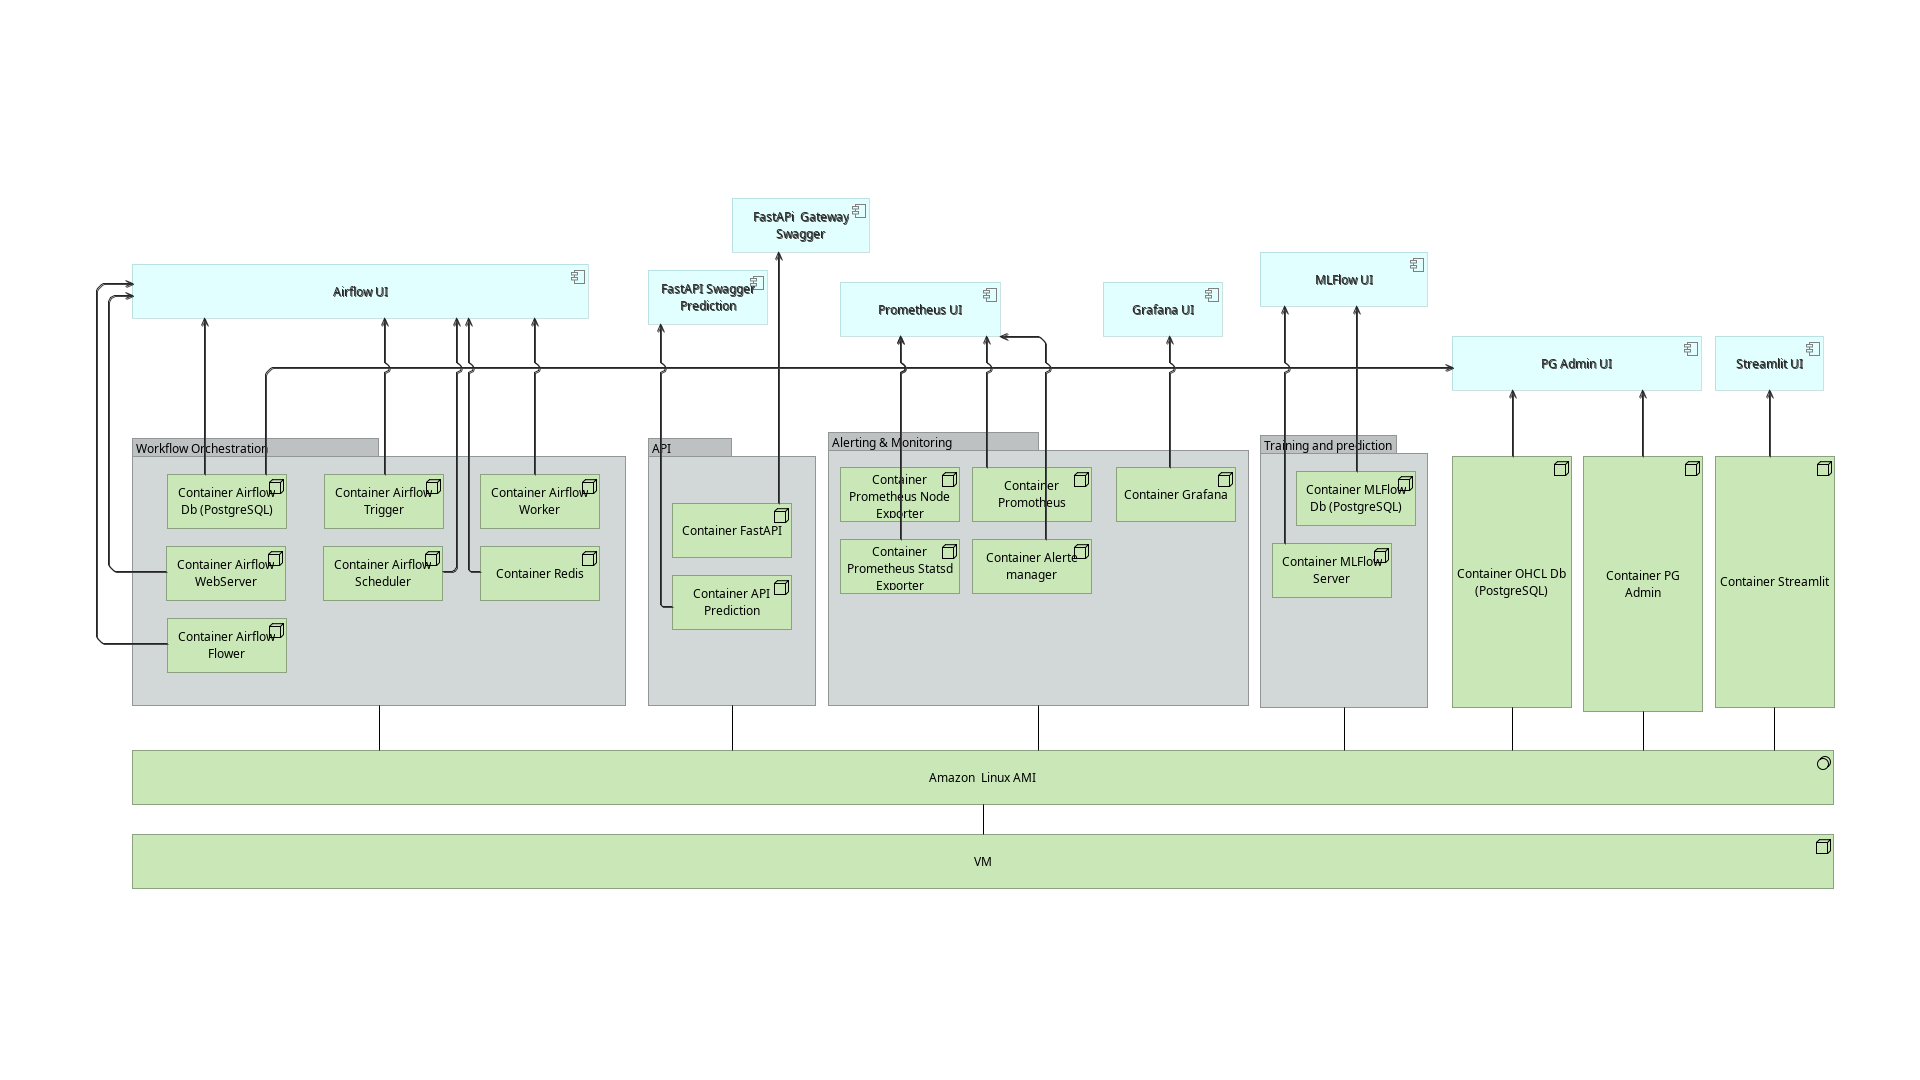 FastAPi  Gateway
Swagger
Airflow UI
FastAPI Swagger
Prediction
Prometheus UI
Grafana UI
MLFlow UI
PG Admin UI
Streamlit UI
Workflow Orchestration
Container Airflow
Db (PostgreSQL)
Container Airflow
Trigger
Container Airflow
Worker
Container Airflow
WebServer
Container Airflow
Scheduler
Container Redis
Container Airflow
Flower
API
Container FastAPI
Container API
Prediction
Alerting & Monitoring
Container
Prometheus Node
Exporter
Container
Promotheus
Container Grafana
Container
Prometheus Statsd
Exporter
Container Alerte
manager
Training and prediction
Container MLFlow
Db (PostgreSQL)
Container MLFlow
Server
Container OHCL Db
(PostgreSQL)
Container PG
Admin
Container Streamlit
Amazon  Linux AMI
VM